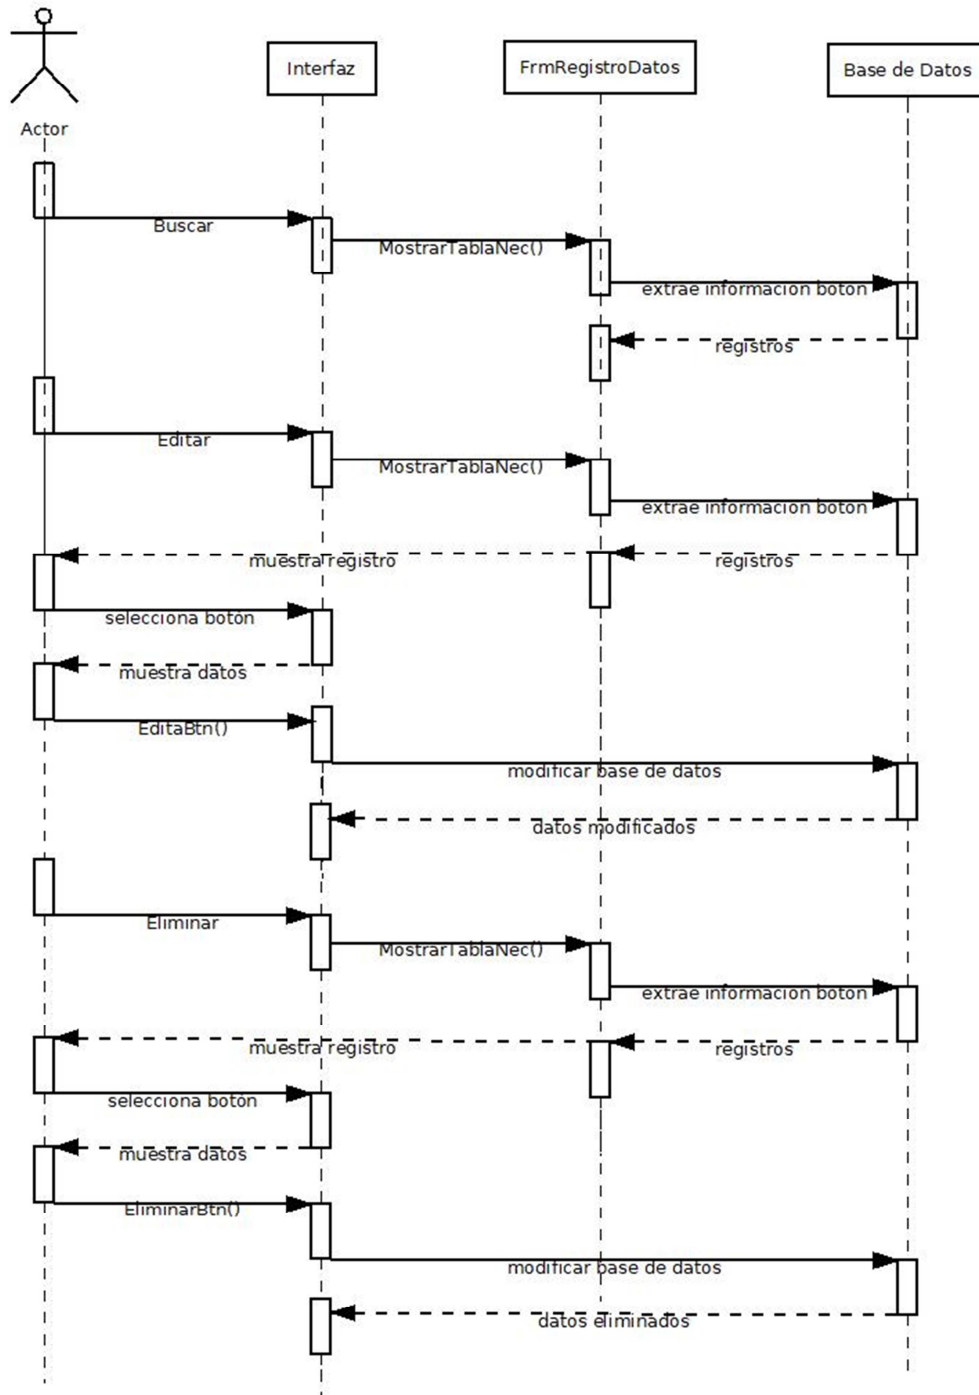 Interfaz
FrmRegistroDatos
Base de Datos
Actor
Buscar
MostrarTablaNec()
extrae informacion boton
registros
Editar
MostrarTablaNec()
extrae informacion boton
muestra registro
registros
selecciona botón
muestra datos
EditaBtn()
modificar base de datos
datos modificados
Eliminar
MostrarTablaNec()
extrae informacion boton
muestra registro
registros
selecciona botón
muestra datos
EliminarBtn()
modificar base de datos
datos eliminados